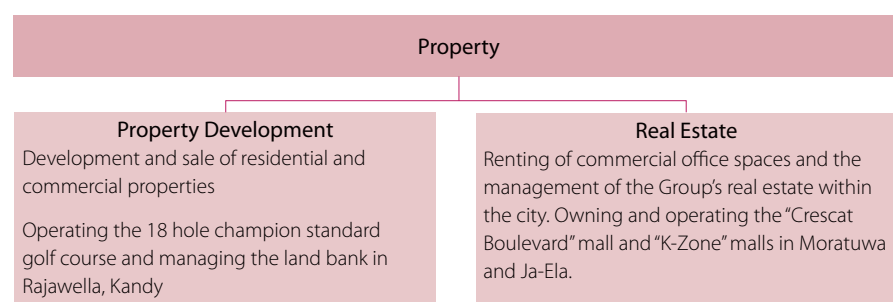 Property
Property Development
Development and sale of residential and
commercial properties
Operating the 18 hole champion standard
golf course and managing the land bank in
Rajawella, Kandy
Real Estate
Renting of commercial office spaces and the
management of the Group's real estate within
the city. Owning and operating the “Crescat
Boulevard” mall and “K-Zone” malls in Moratuwa
and Ja-Ela.